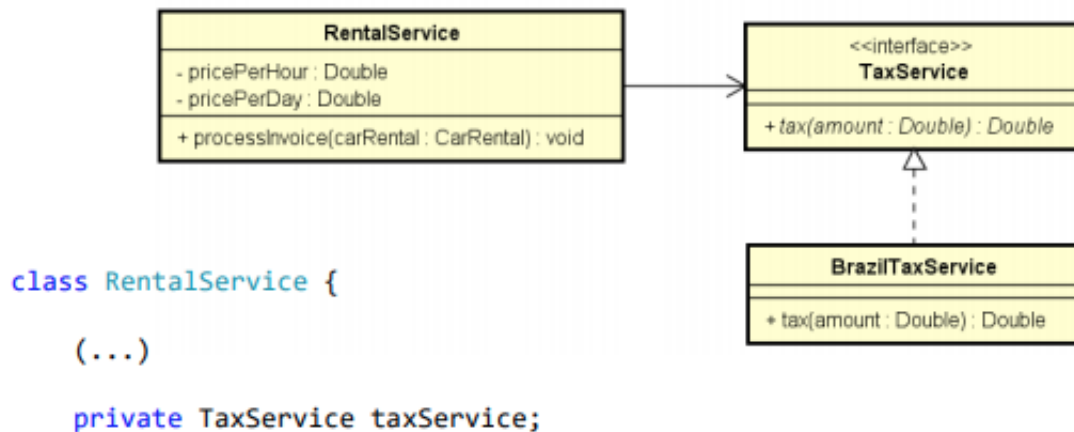 RentalService
- pricePerHour : Double
- pricePerDay : Double
+ processInvoice(carRental : CarRental) : void
<<interface>>
TaxService
+ tax(amount : Double) : Double
BrazilTaxService
+ tax(amount : Double) : Double
class RentalService {
(...)
private TaxService taxService;